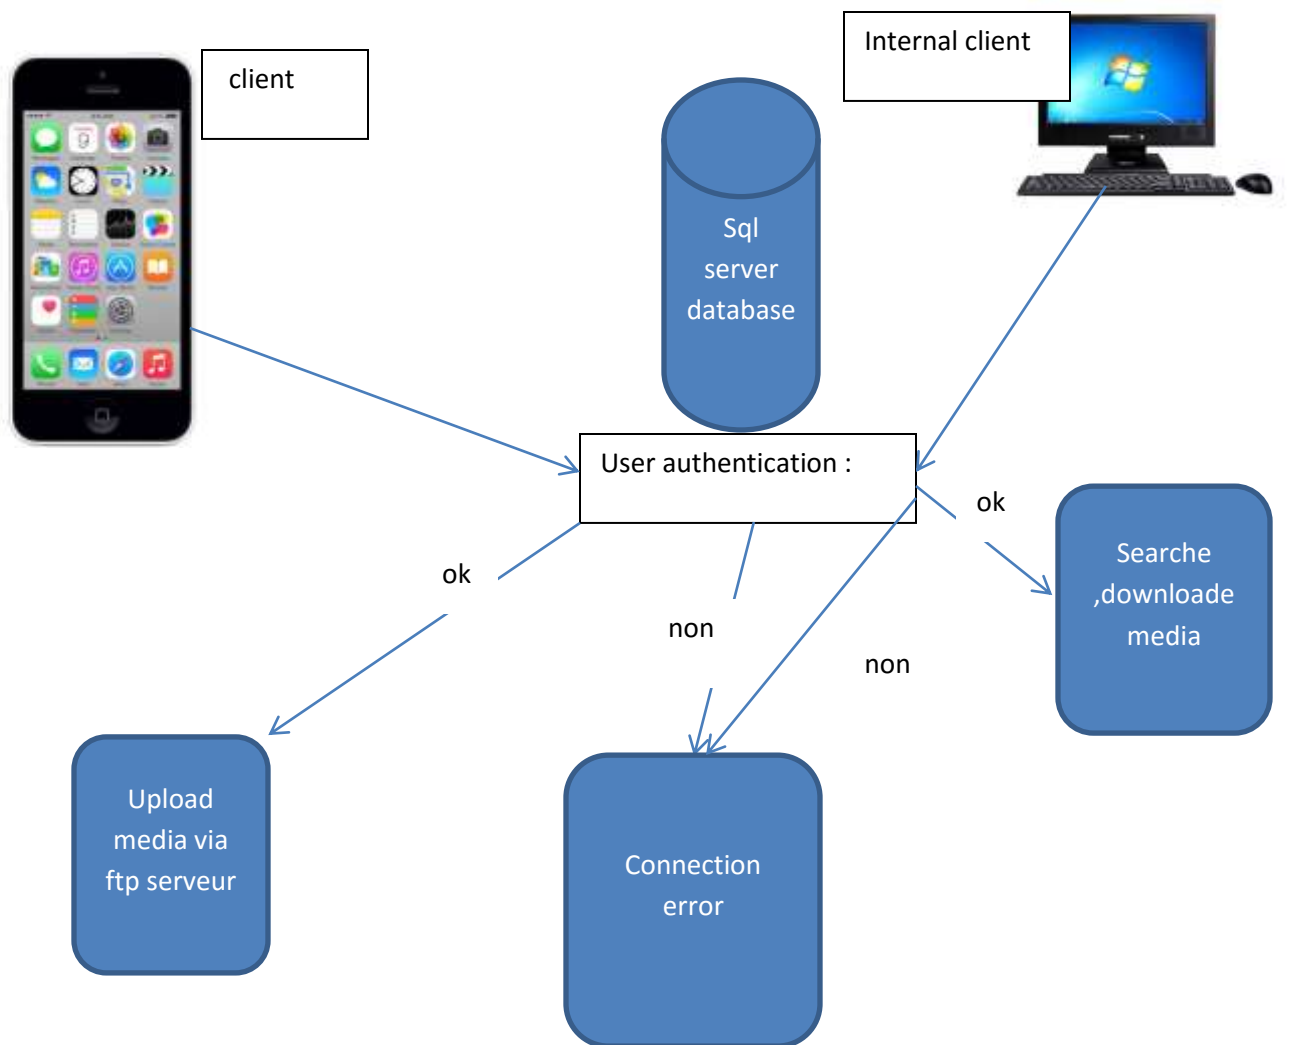 client
Internal client
Sql
server
database
User authentication :
ok
ok
non
non
Searche
,downloade
media
Upload
media via
ftp serveur
Connection
error